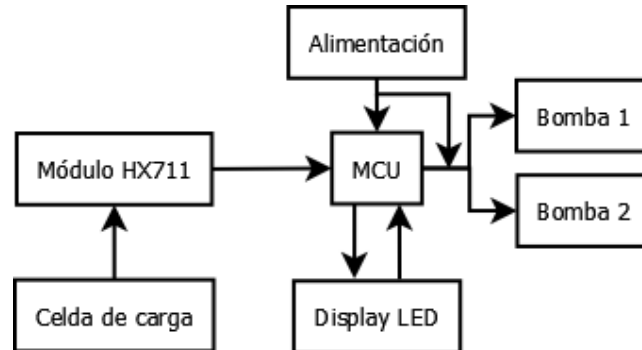 Alimentación
Bomba 1
Módulo HX711
MCU
Bomba 2
Celda de carga
Display LED